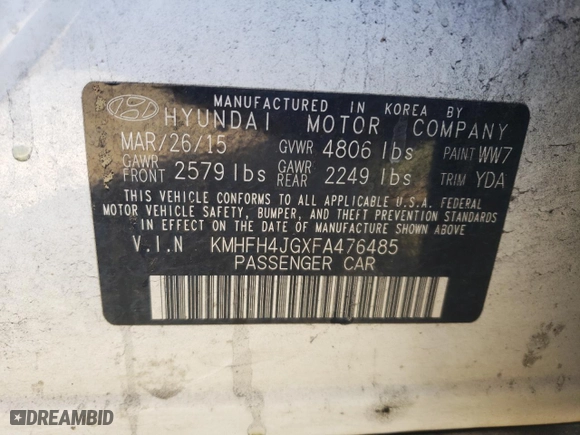 MANUFACTURED IN KOREA BY
HYUNDAI MOTOR COMPANY
MAR/26/15 GVWR 4806 lbs PAINT WW7
GAWR FRONT 2579 lbs GAWR REAR 2249 lbs TRIM YDA
THIS VEHICLE CONFORMS TO ALL APPLICABLE U.S.A. FEDERAL
MOTOR VEHICLE SAFETY, BUMPER, AND THEFT PREVENTION STANDARDS
IN EFFECT ON THE DATE OF MANUFACTURE SHOWN ABOVE.
V.I.N KMHFH4JGXFA476485
PASSENGER CAR
DREAMBID